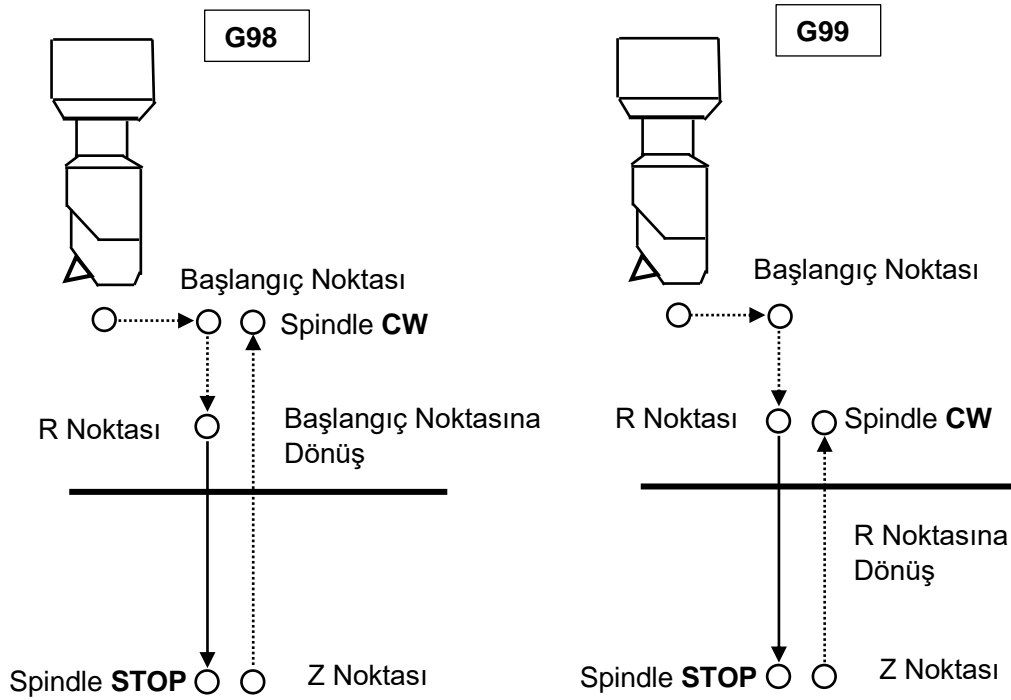 G98
Başlangıç Noktası
Spindle CW
R Noktası
Başlangıç Noktasına
Dönüş
Spindle STOP
Z Noktası
G99
Başlangıç Noktası
R Noktası
Spindle CW
R Noktasına
Dönüş
Spindle STOP
Z Noktası